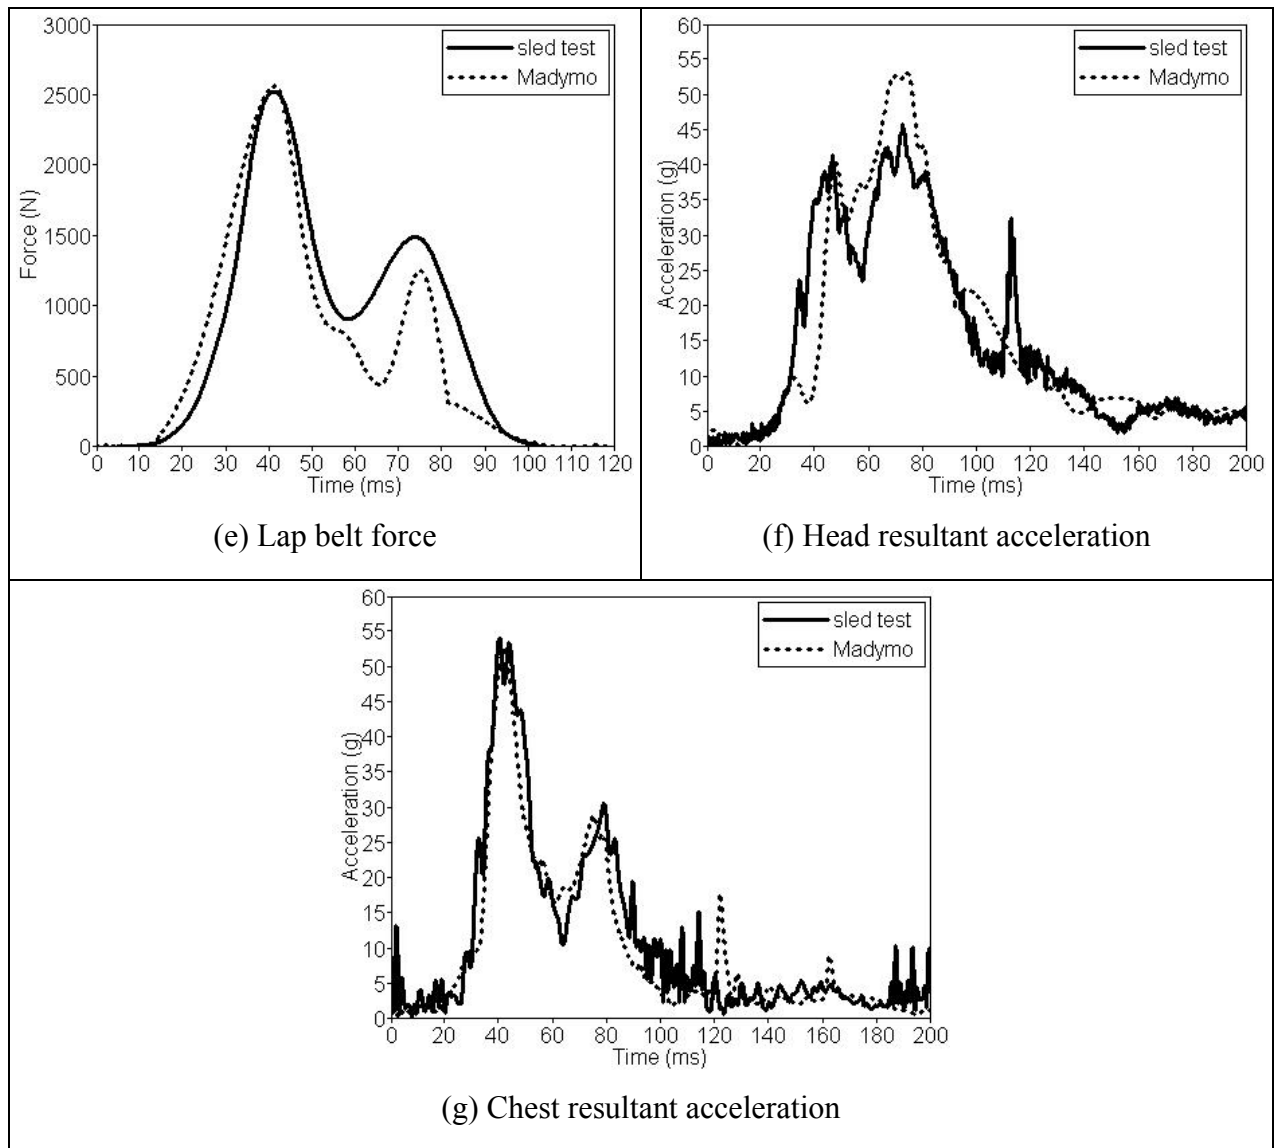 3000
2500
2000
1500
1000
500
0
Force (N)
sled test
Madymo
0 10 20 30 40 50 60 70 80 90 100 110 120
Time (ms)
(e) Lap belt force
60
55
50
45
40
35
30
25
20
15
10
5
0
Acceleration (g)
sled test
Madymo
0 20 40 60 80 100 120 140 160 180 200
Time (ms)
(f) Head resultant acceleration
60
55
50
45
40
35
30
25
20
15
10
5
0
Acceleration (g)
sled test
Madymo
0 20 40 60 80 100 120 140 160 180 200
Time (ms)
(g) Chest resultant acceleration